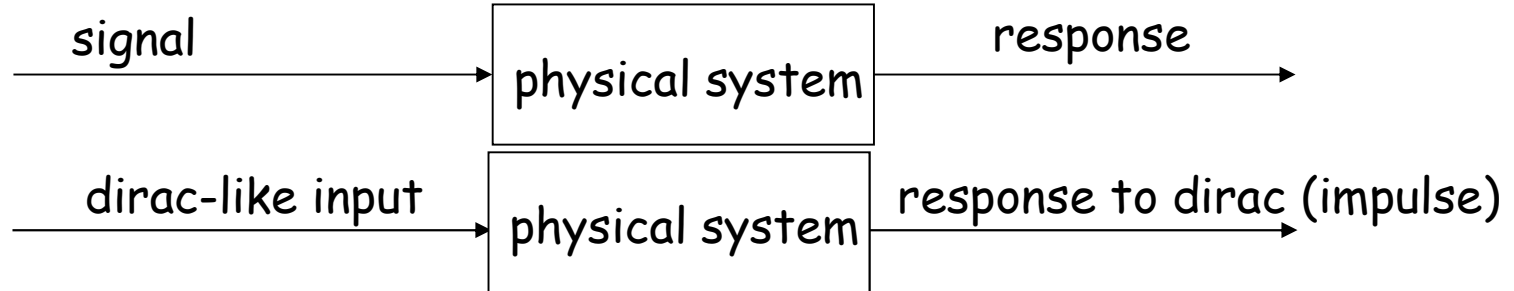 signal
physical system
response
dirac-like input
physical system
response to dirac (impulse)